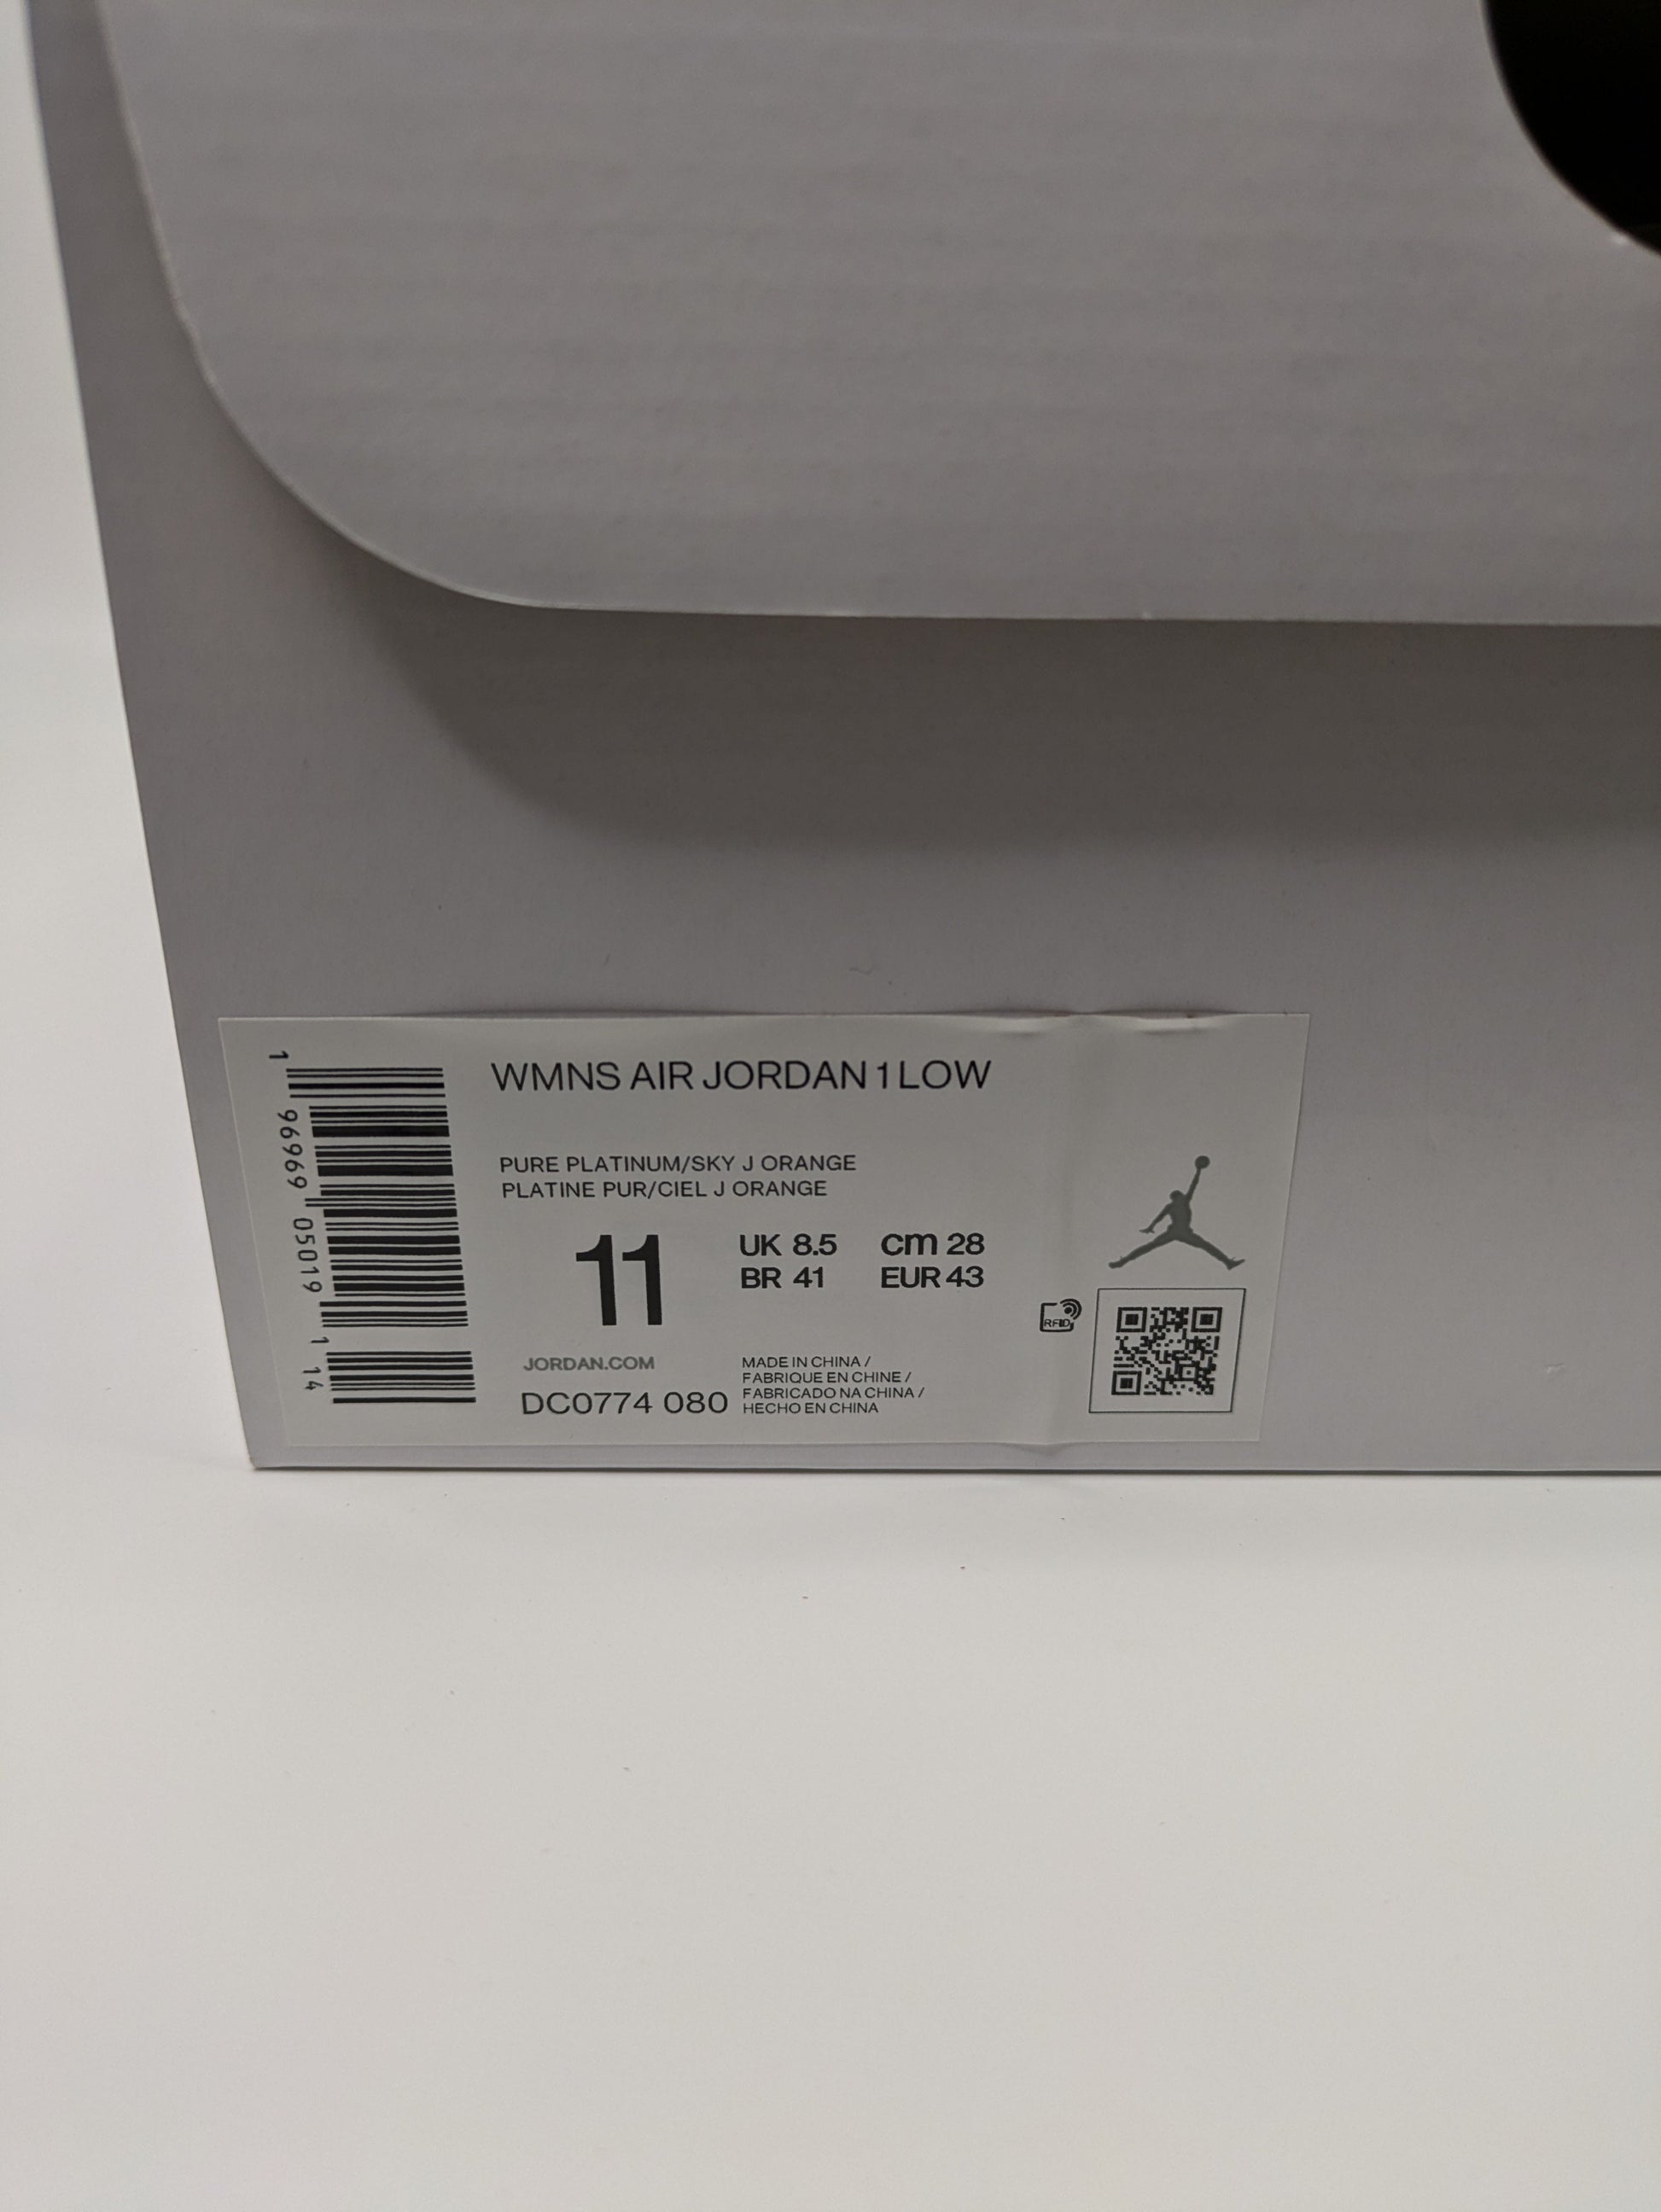 WMNS AIR JORDAN 1 LOW
PURE PLATINUM/SKY J ORANGE
PLATINE PUR/CIEL J ORANGE
11
UK 8.5 cm 28
BR 41 EUR 43
RFID
JORDAN.COM
DC0774 080
MADE IN CHINA /
FABRIQUE EN CHINE /
FABRICADO NA CHINA /
HECHO EN CHINA
1 96969 05019 1 14